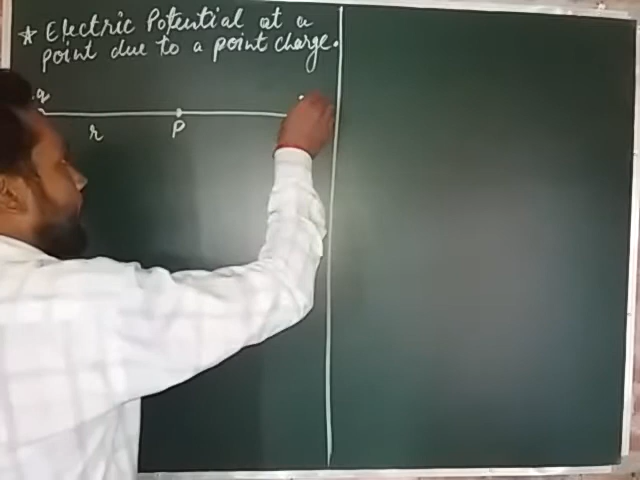 * Electric Potential at a
point due to a point charge.
q
r
P